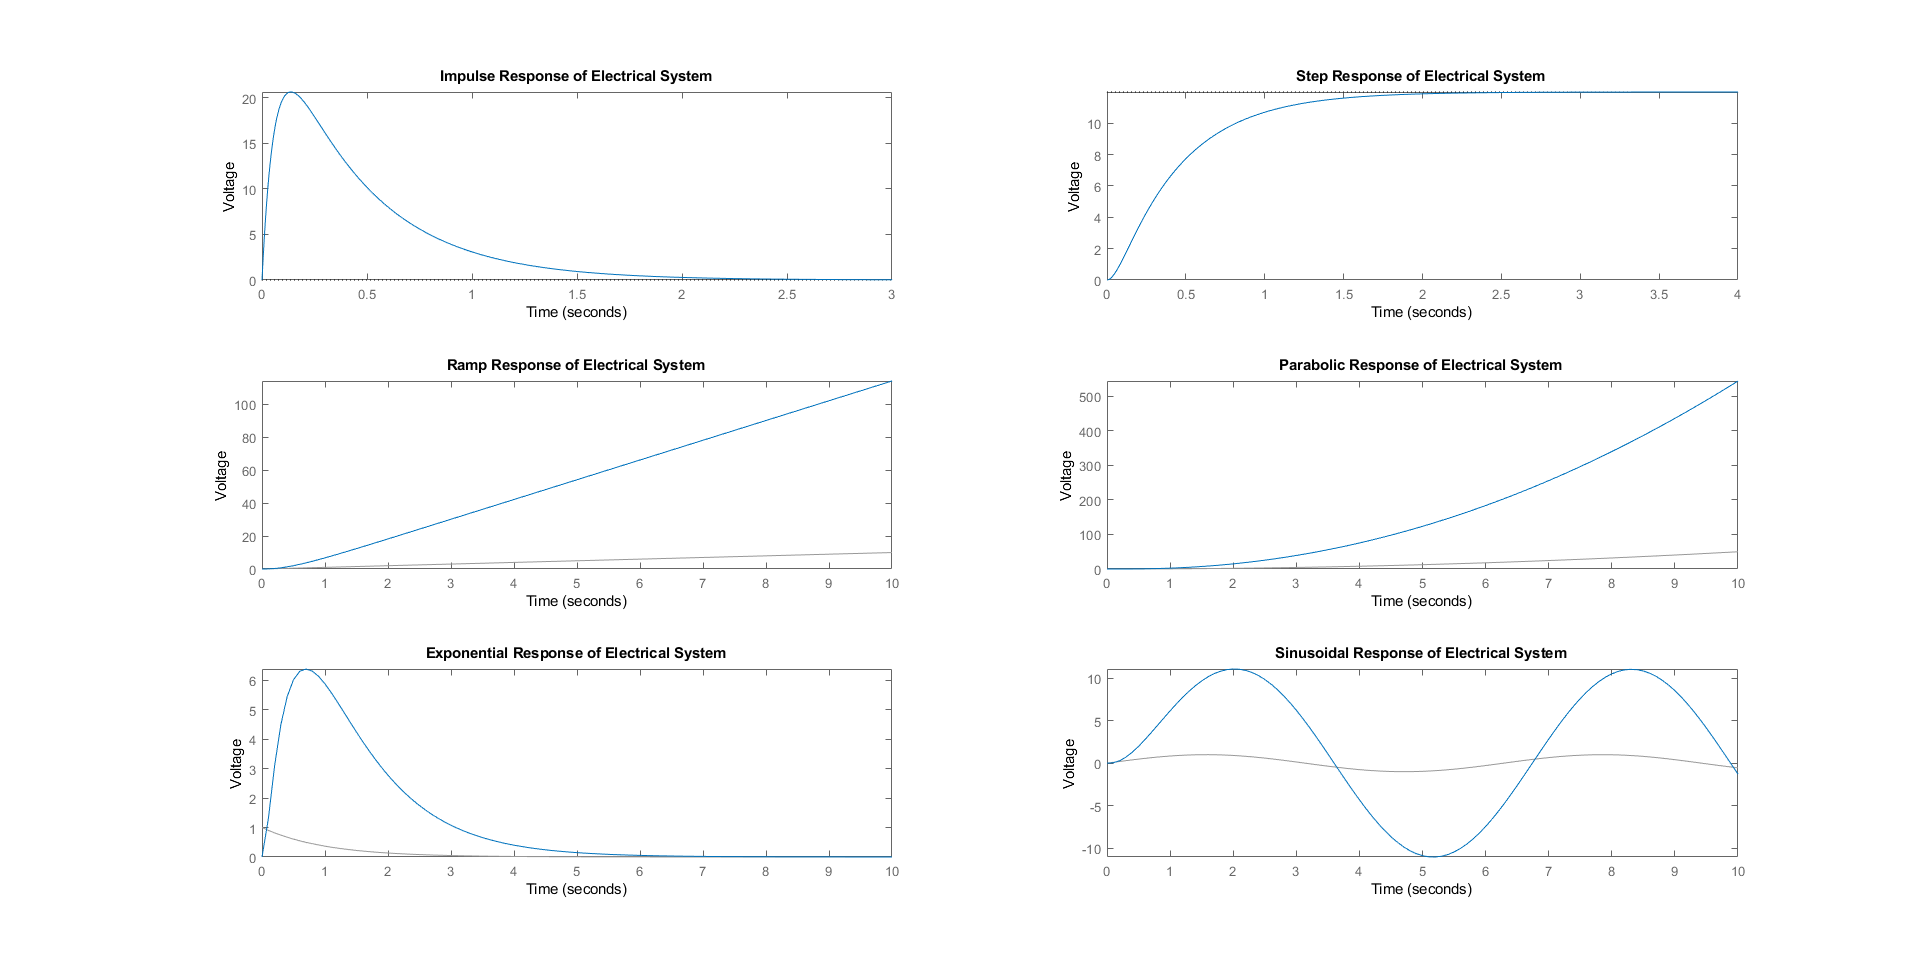 Impulse Response of Electrical System
20
15
10
5
0
Voltage
0 0.5 1 1.5 2 2.5 3
Time (seconds)
Step Response of Electrical System
10
8
6
4
2
0
Voltage
0 0.5 1 1.5 2 2.5 3 3.5 4
Time (seconds)
Ramp Response of Electrical System
100
80
60
40
20
0
Voltage
0 1 2 3 4 5 6 7 8 9 10
Time (seconds)
Parabolic Response of Electrical System
500
400
300
200
100
0
Voltage
0 1 2 3 4 5 6 7 8 9 10
Time (seconds)
Exponential Response of Electrical System
6
5
4
3
2
1
0
Voltage
0 1 2 3 4 5 6 7 8 9 10
Time (seconds)
Sinusoidal Response of Electrical System
10
5
0
-5
-10
Voltage
0 1 2 3 4 5 6 7 8 9 10
Time (seconds)